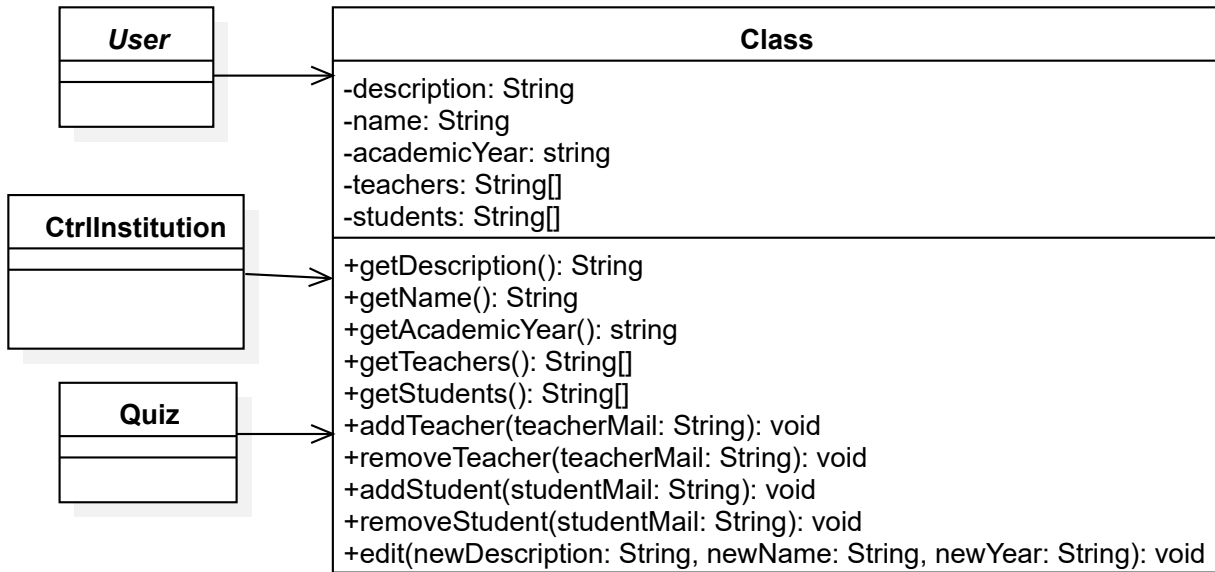 User
Class
-description: String
-name: String
-academicYear: string
-teachers: String[]
-students: String[]
CtrlInstitution
+getDescription(): String
+getName(): String
+getAcademicYear(): string
+getTeachers(): String[]
+getStudents(): String[]
+addTeacher(teacherMail: String): void
+removeTeacher(teacherMail: String): void
+addStudent(studentMail: String): void
+removeStudent(studentMail: String): void
+edit(newDescription: String, newName: String, newYear: String): void
Quiz